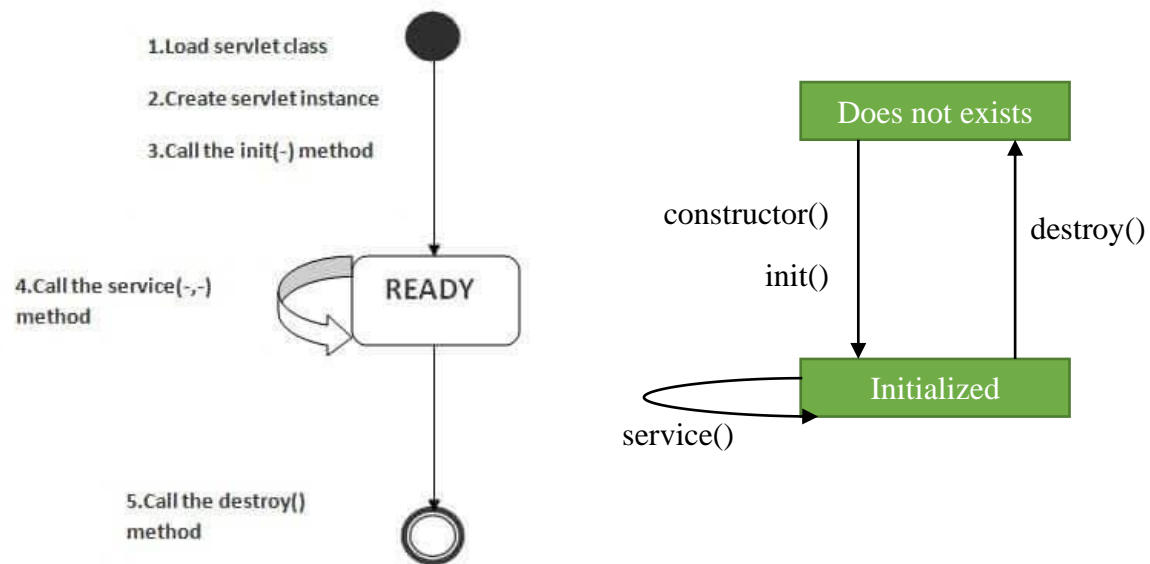 1.Load servlet class
2.Create servlet instance
3.Call the init(-) method
READY
4.Call the service(-,-)
method
5.Call the destroy()
method
Does not exists
constructor()
init()
destroy()
Initialized
service()